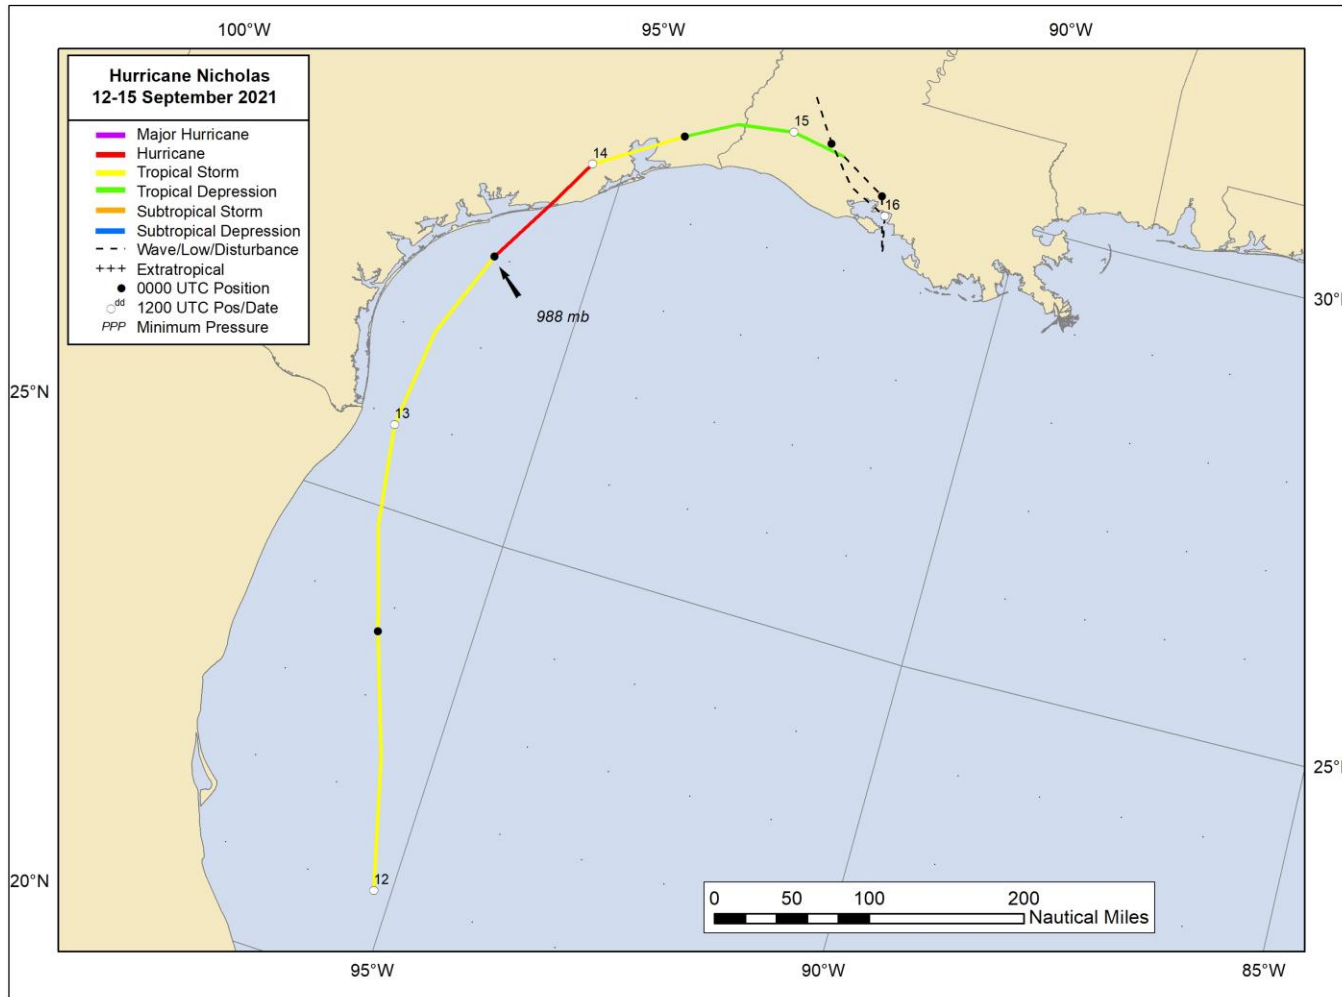 100°W
95°W
90°W
Hurricane Nicholas
12-15 September 2021
Major Hurricane
Hurricane
Tropical Storm
Tropical Depression
Subtropical Storm
Subtropical Depression
Wave/Low/Disturbance
+++ Extratropical
0000 UTC Position
dd 1200 UTC Pos/Date
PPP Minimum Pressure
15
14
16
988 mb
30°N
25°N
13
25°N
12
20°N
0 50 100 200
Nautical Miles
95°W
90°W
85°W